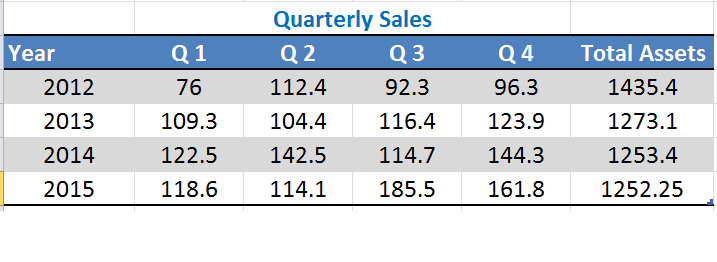 Quarterly Sales
Year Q 1 Q 2 Q 3 Q 4 Total Assets
2012 76 112.4 92.3 96.3 1435.4
2013 109.3 104.4 116.4 123.9 1273.1
2014 122.5 142.5 114.7 144.3 1253.4
2015 118.6 114.1 185.5 161.8 1252.25